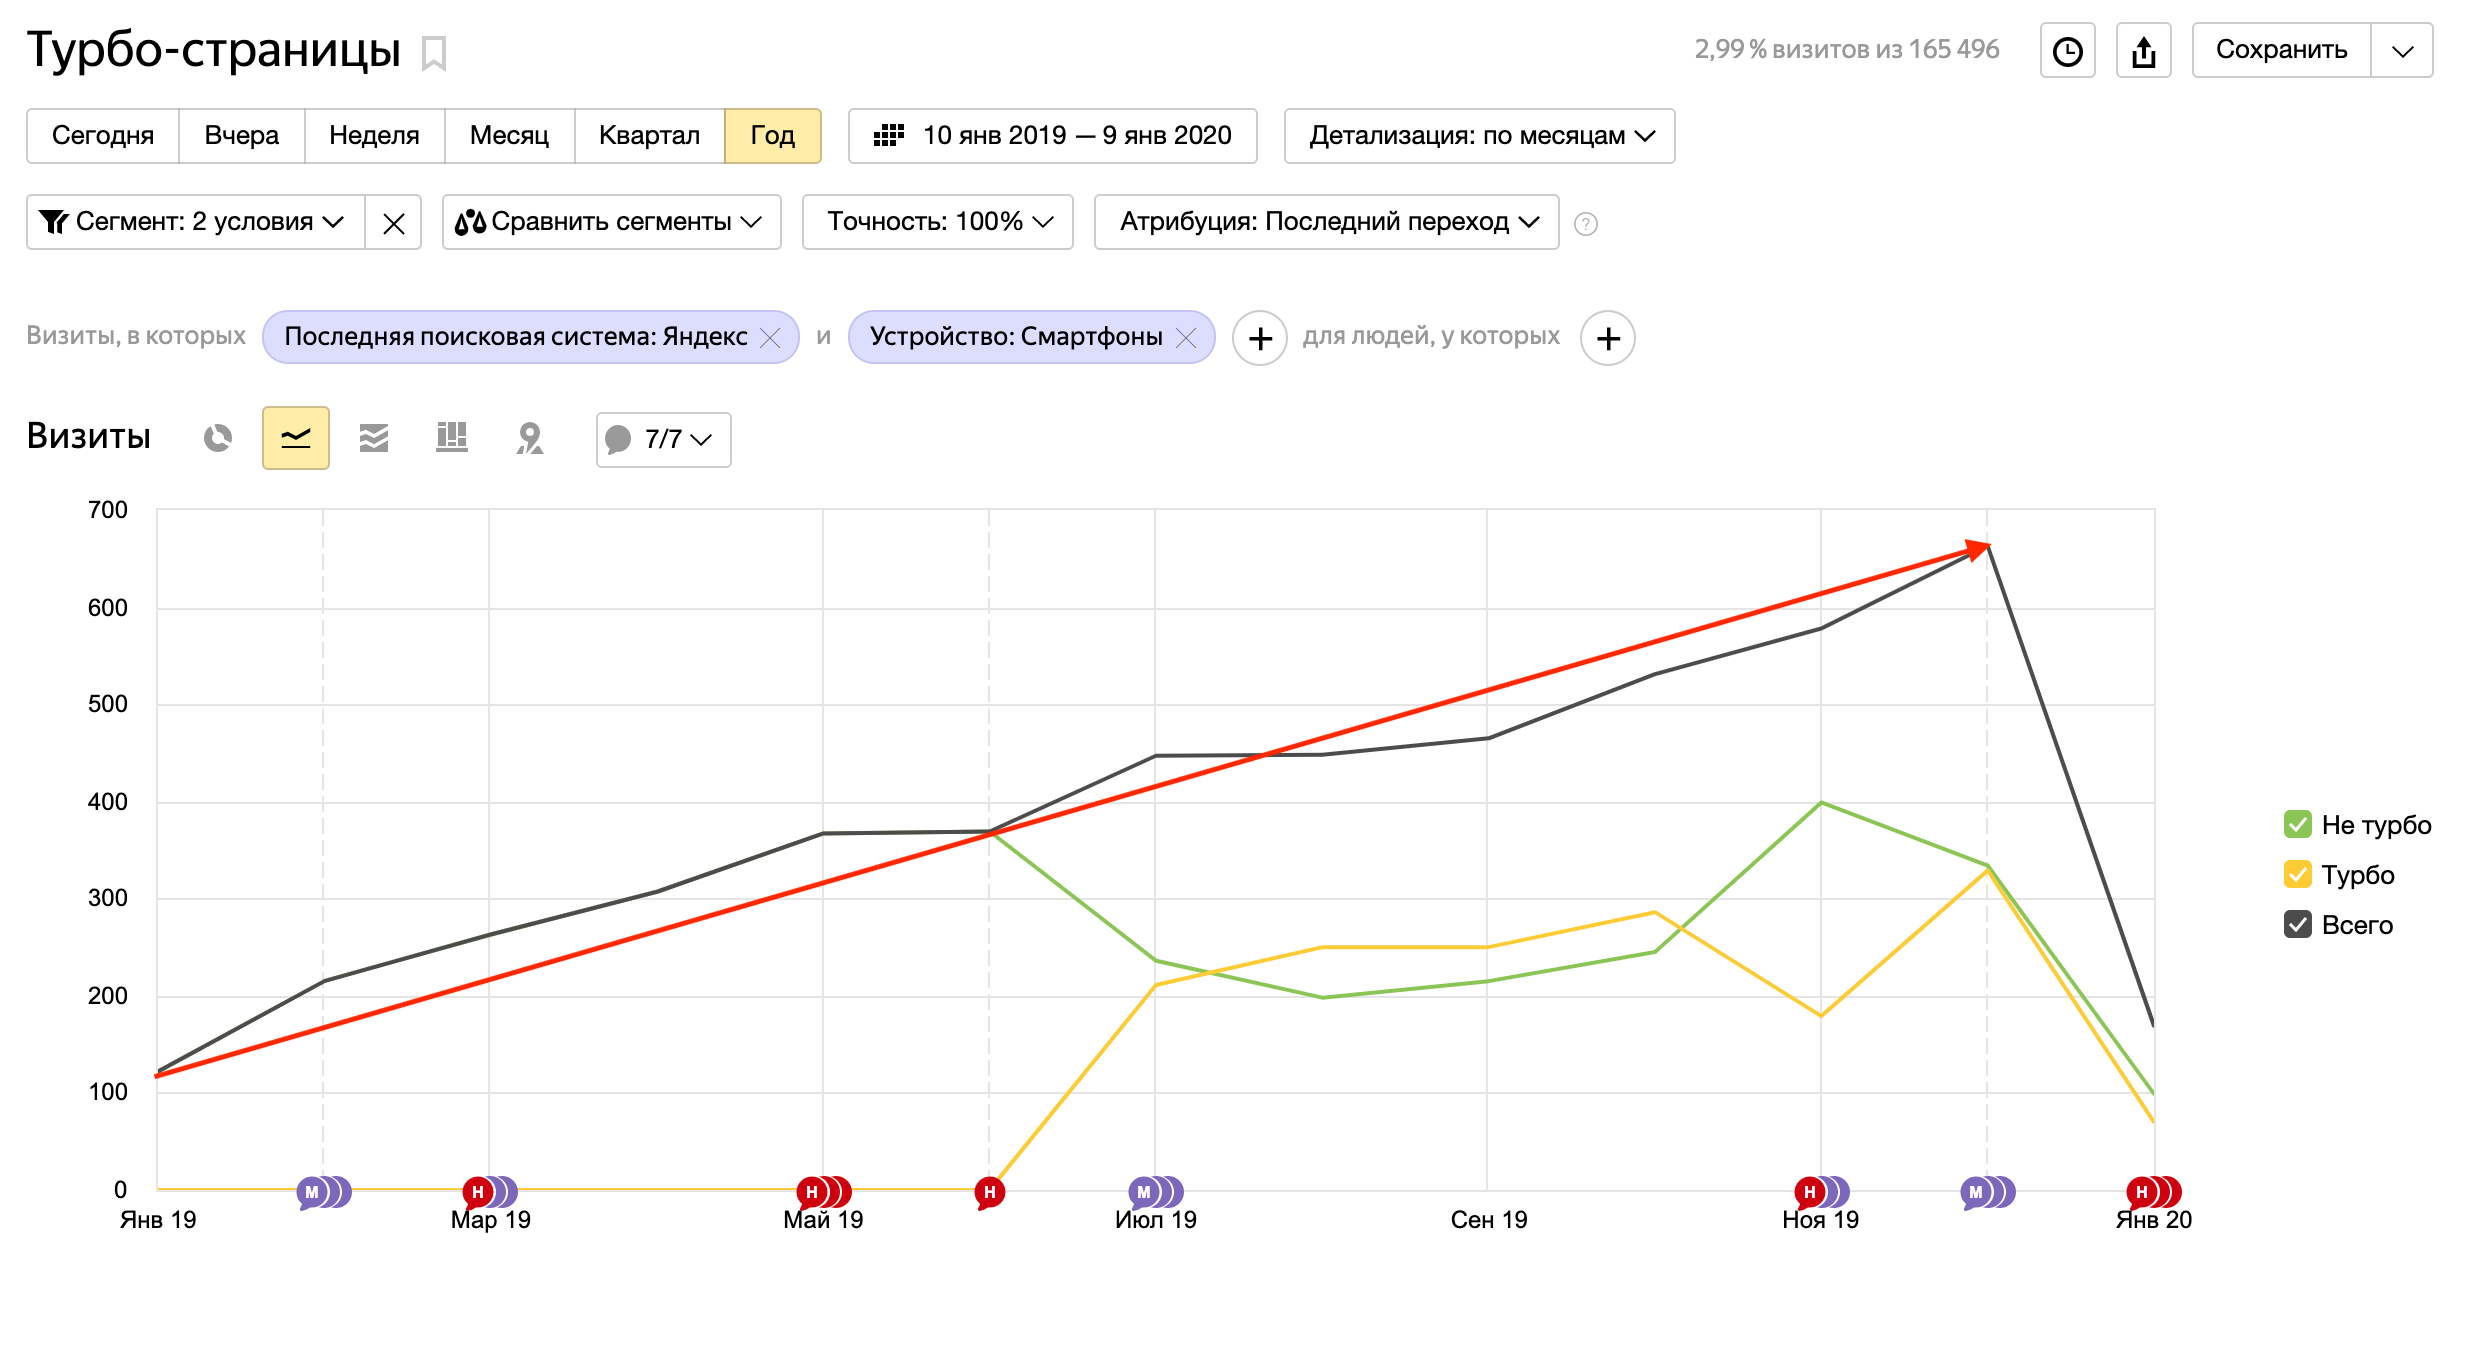 Турбо-страницы
2,99 % визитов из 165 496
Сохранить
Сегодня Вчера Неделя Месяц Квартал Год
10 янв 2019 — 9 янв 2020
Детализация: по месяцам
Сегмент: 2 условия
Сравнить сегменты
Точность: 100%
Атрибуция: Последний переход
?
Визиты, в которых Последняя поисковая система: Яндекс и Устройство: Смартфоны + для людей, у которых +
Визиты
7/7
700
600
500
400
300
200
100
0
Не турбо
Турбо
Всего
М Н Н Н М Н М Н
Янв 19 Мар 19 Май 19 Июл 19 Сен 19 Ноя 19 Янв 20